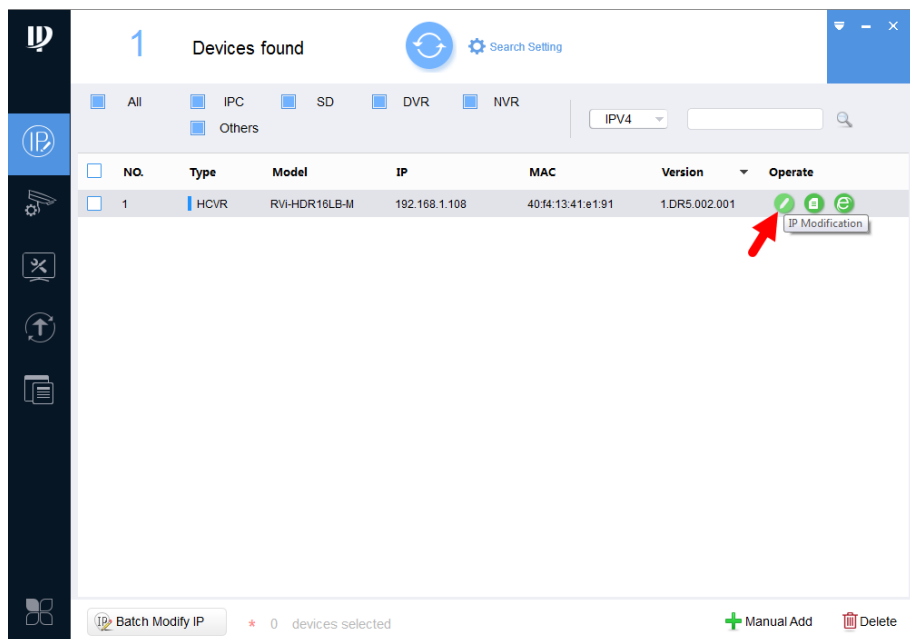 1 Devices found Search Setting
All IPC SD DVR NVR
Others
IPV4
NO. Type Model IP MAC Version Operate
1 HCVR RVi-HDR16LB-M 192.168.1.108 40:f4:13:41:e1:91 1.DR5.002.001
IP Modification
Batch Modify IP * 0 devices selected Manual Add Delete